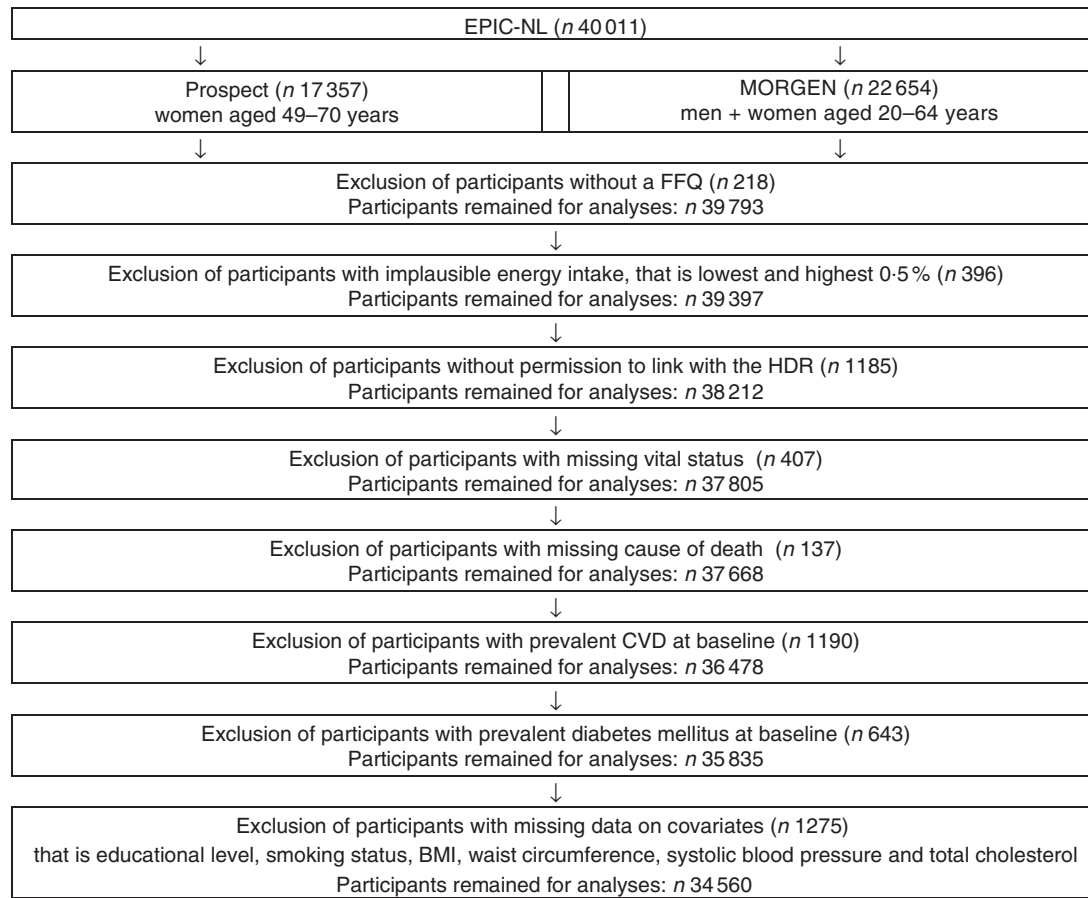 EPIC-NL (n 40 011)
↓ ↓
Prospect (n 17 357)
women aged 49–70 years
MORGEN (n 22 654)
men + women aged 20–64 years
↓ ↓
Exclusion of participants without a FFQ (n 218)
Participants remained for analyses: n 39 793
↓
Exclusion of participants with implausible energy intake, that is lowest and highest 0·5 % (n 396)
Participants remained for analyses: n 39 397
↓
Exclusion of participants without permission to link with the HDR (n 1185)
Participants remained for analyses: n 38 212
↓
Exclusion of participants with missing vital status (n 407)
Participants remained for analyses: n 37 805
↓
Exclusion of participants with missing cause of death (n 137)
Participants remained for analyses: n 37 668
↓
Exclusion of participants with prevalent CVD at baseline (n 1190)
Participants remained for analyses: n 36 478
↓
Exclusion of participants with prevalent diabetes mellitus at baseline (n 643)
Participants remained for analyses: n 35 835
↓
Exclusion of participants with missing data on covariates (n 1275)
that is educational level, smoking status, BMI, waist circumference, systolic blood pressure and total cholesterol
Participants remained for analyses: n 34 560